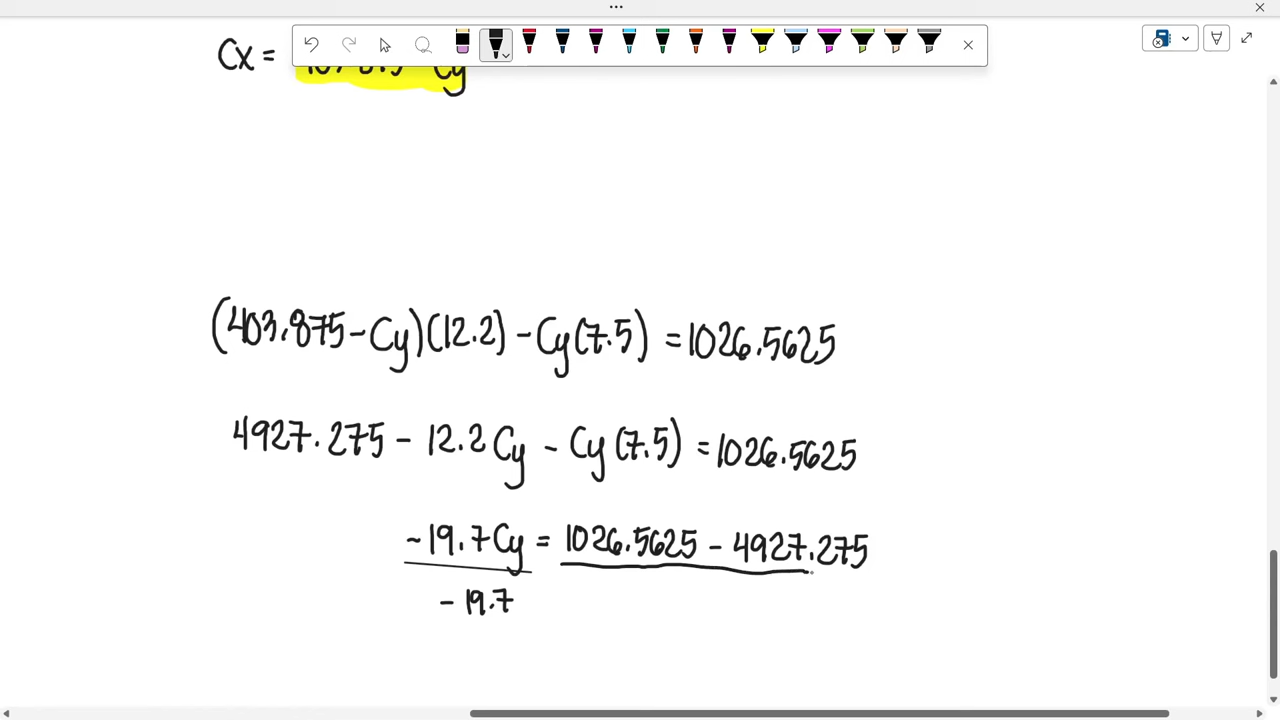 Cx =
Cy
(403.875 - Cy)(12.2) - Cy(7.5) = 1026.5625
4927.275 - 12.2Cy - Cy(7.5) = 1026.5625
-19.7Cy = 1026.5625 - 4927.275
-19.7